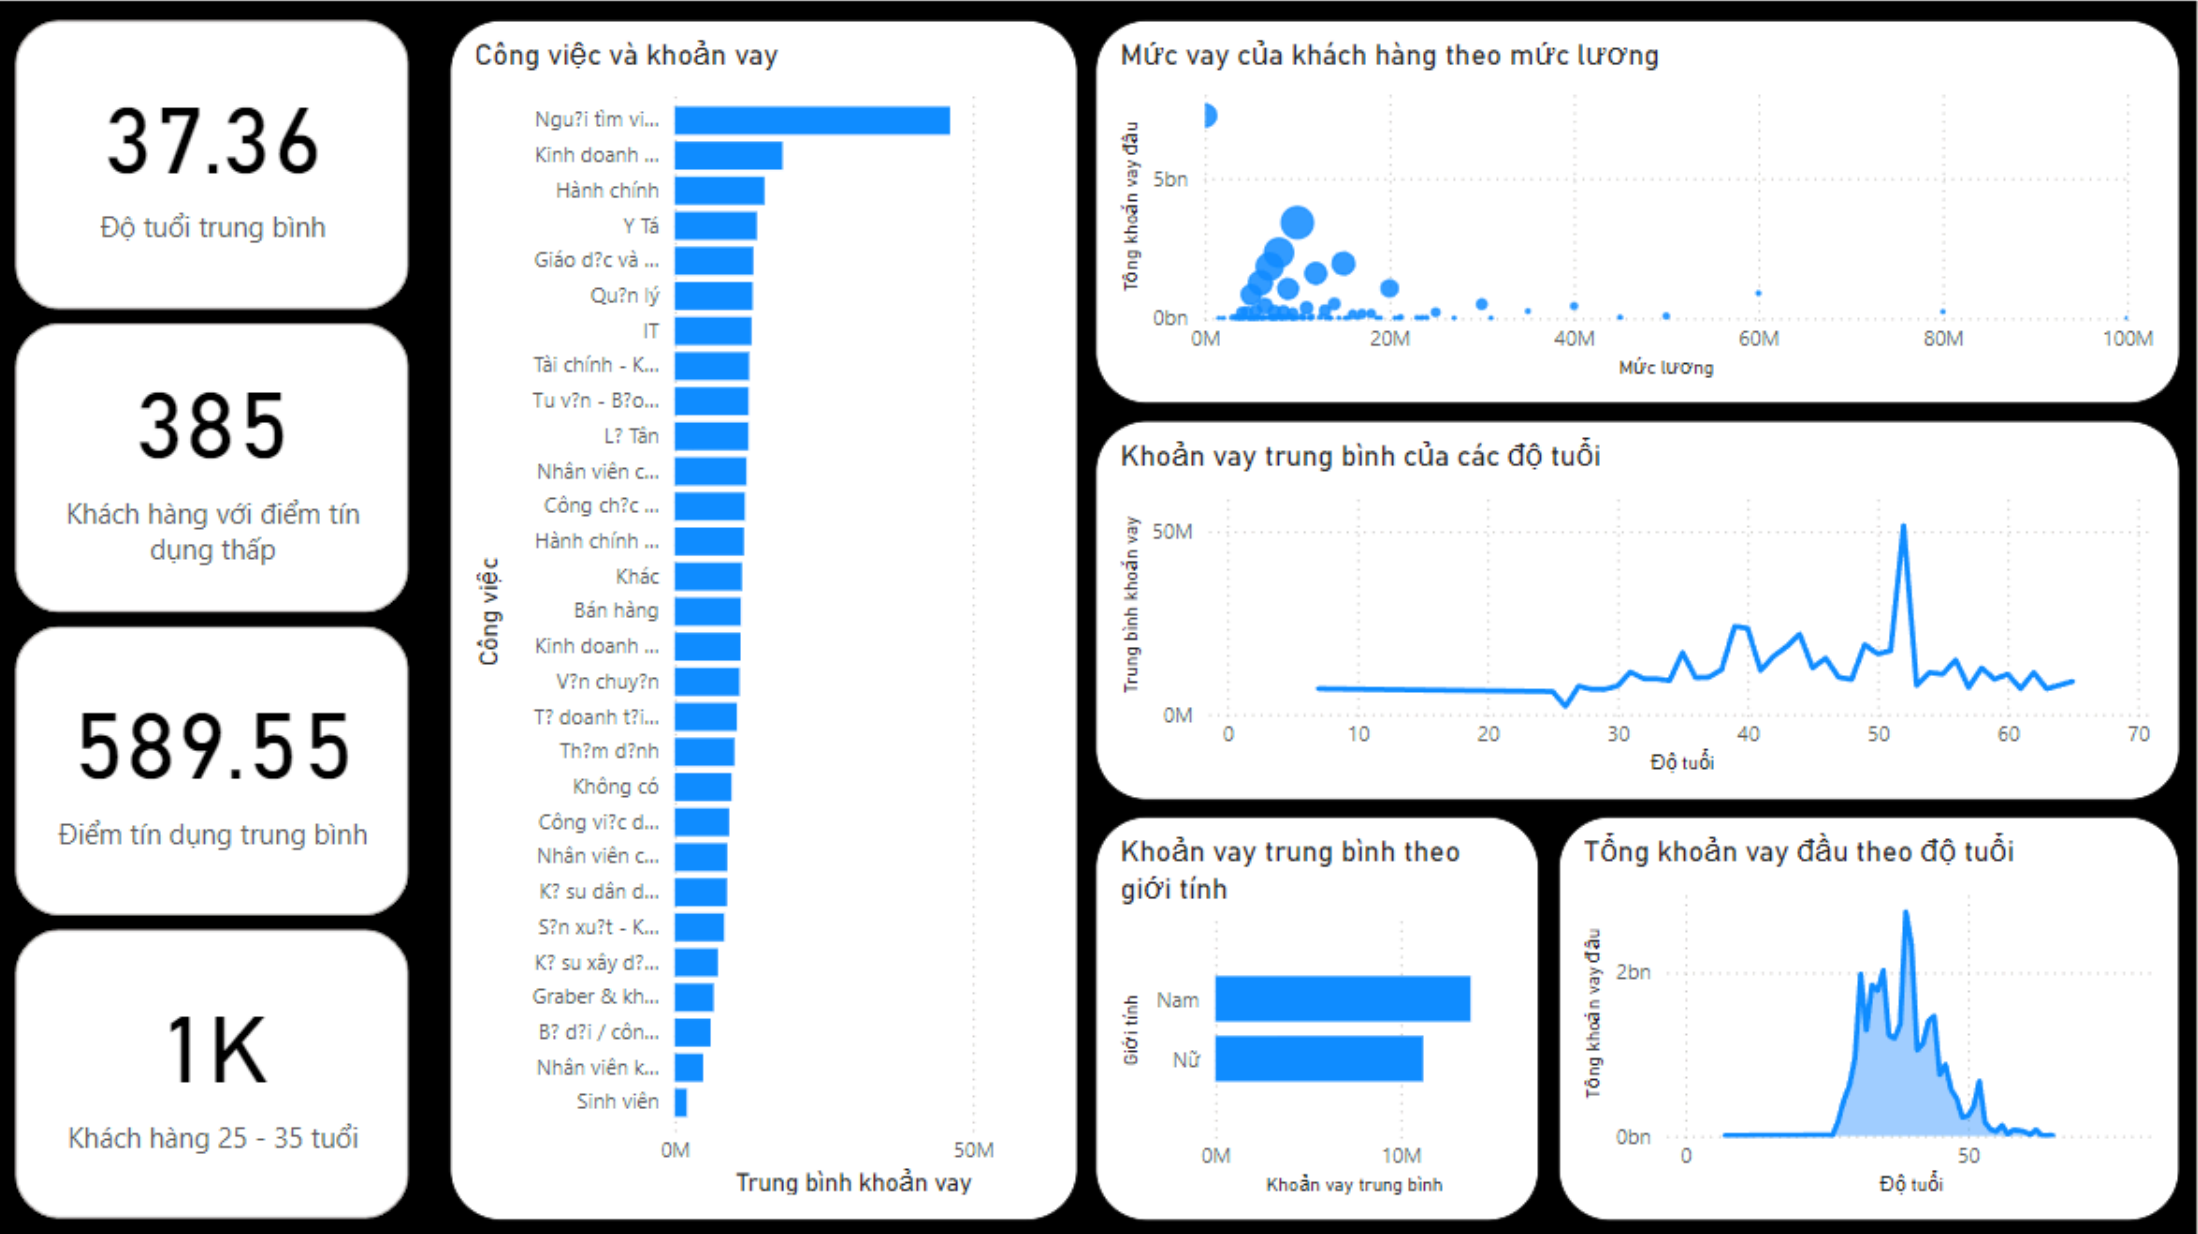 37.36
Độ tuổi trung bình
385
Khách hàng với điểm tín
dụng thấp
589.55
Điểm tín dụng trung bình
1K
Khách hàng 25 - 35 tuổi
Công việc và khoản vay
Công việc
Ngu?i tìm vi...
Kinh doanh ...
Hành chính
Y Tá
Giáo d?c và ...
Qu?n lý
IT
Tài chính - K...
Tu v?n - B?o...
L? Tân
Nhân viên c...
Công ch?c ...
Hành chính ...
Khác
Bán hàng
Kinh doanh ...
V?n chuy?n
T? doanh t?i...
Th?m d?nh
Không có
Công vi?c d...
Nhân viên c...
K? su dân d...
S?n xu?t - K...
K? su xây d?...
Graber & kh...
B? d?i / côn...
Nhân viên k...
Sinh viên
0M 50M
Trung bình khoản vay
Mức vay của khách hàng theo mức lương
Tổng khoản vay đầu
5bn
0bn
0M 20M 40M 60M 80M 100M
Mức lương
Khoản vay trung bình của các độ tuổi
Trung bình khoản vay
50M
0M
0 10 20 30 40 50 60 70
Độ tuổi
Khoản vay trung bình theo
giới tính
Giới tính
Nam
Nữ
0M 10M
Khoản vay trung bình
Tổng khoản vay đầu theo độ tuổi
Tổng khoản vay đầu
2bn
0bn
0 50
Độ tuổi